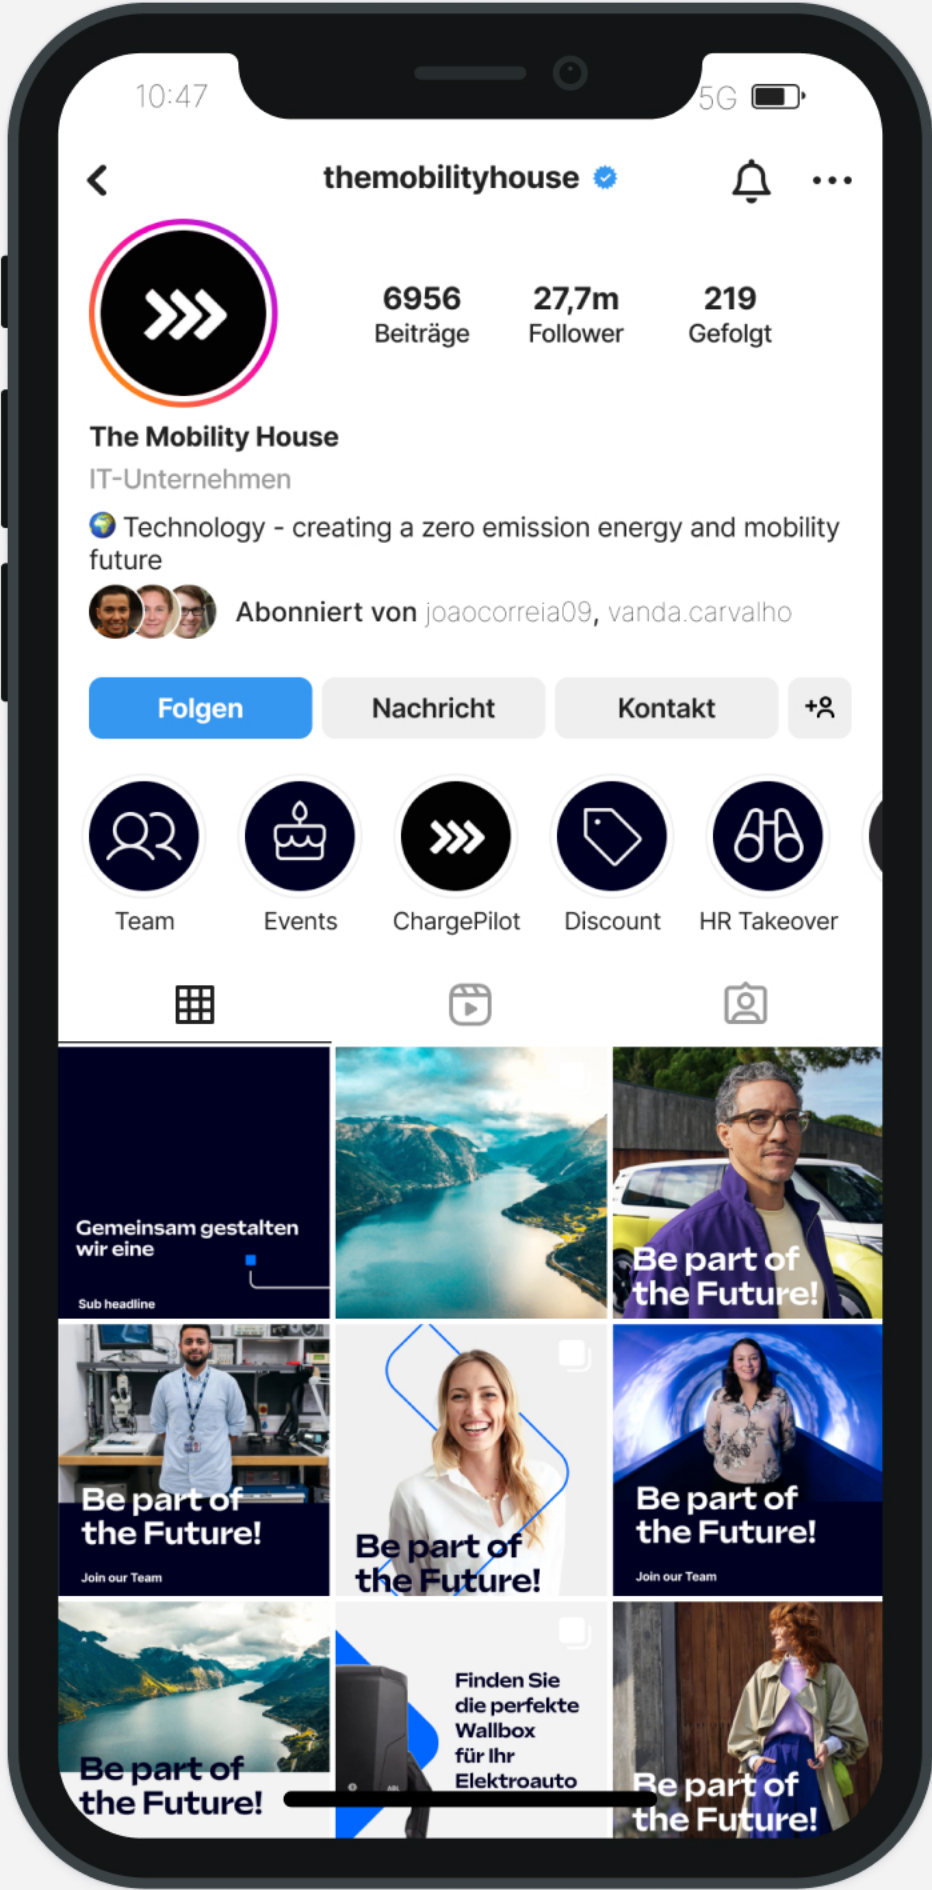 10:47
5G
themobilityhouse
6956
27,7m
219
Beiträge
Follower
Gefolgt
The Mobility House
IT-Unternehmen
Technology - creating a zero emission energy and mobility
future
Abonniert von joaocorreia09, vanda.carvalho
Folgen
Nachricht
Kontakt
Team
Events
ChargePilot
Discount
HR Takeover
Gemeinsam gestalten
wir eine
Sub headline
Be part of
the Future!
Be part of
the Future!
Join our Team
Be part of
the Future!
Be part of
the Future!
Join our Team
Be part of
the Future!
Finden Sie
die perfekte
Wallbox
für Ihr
Elektroauto
ABL
Be part of
the Future!